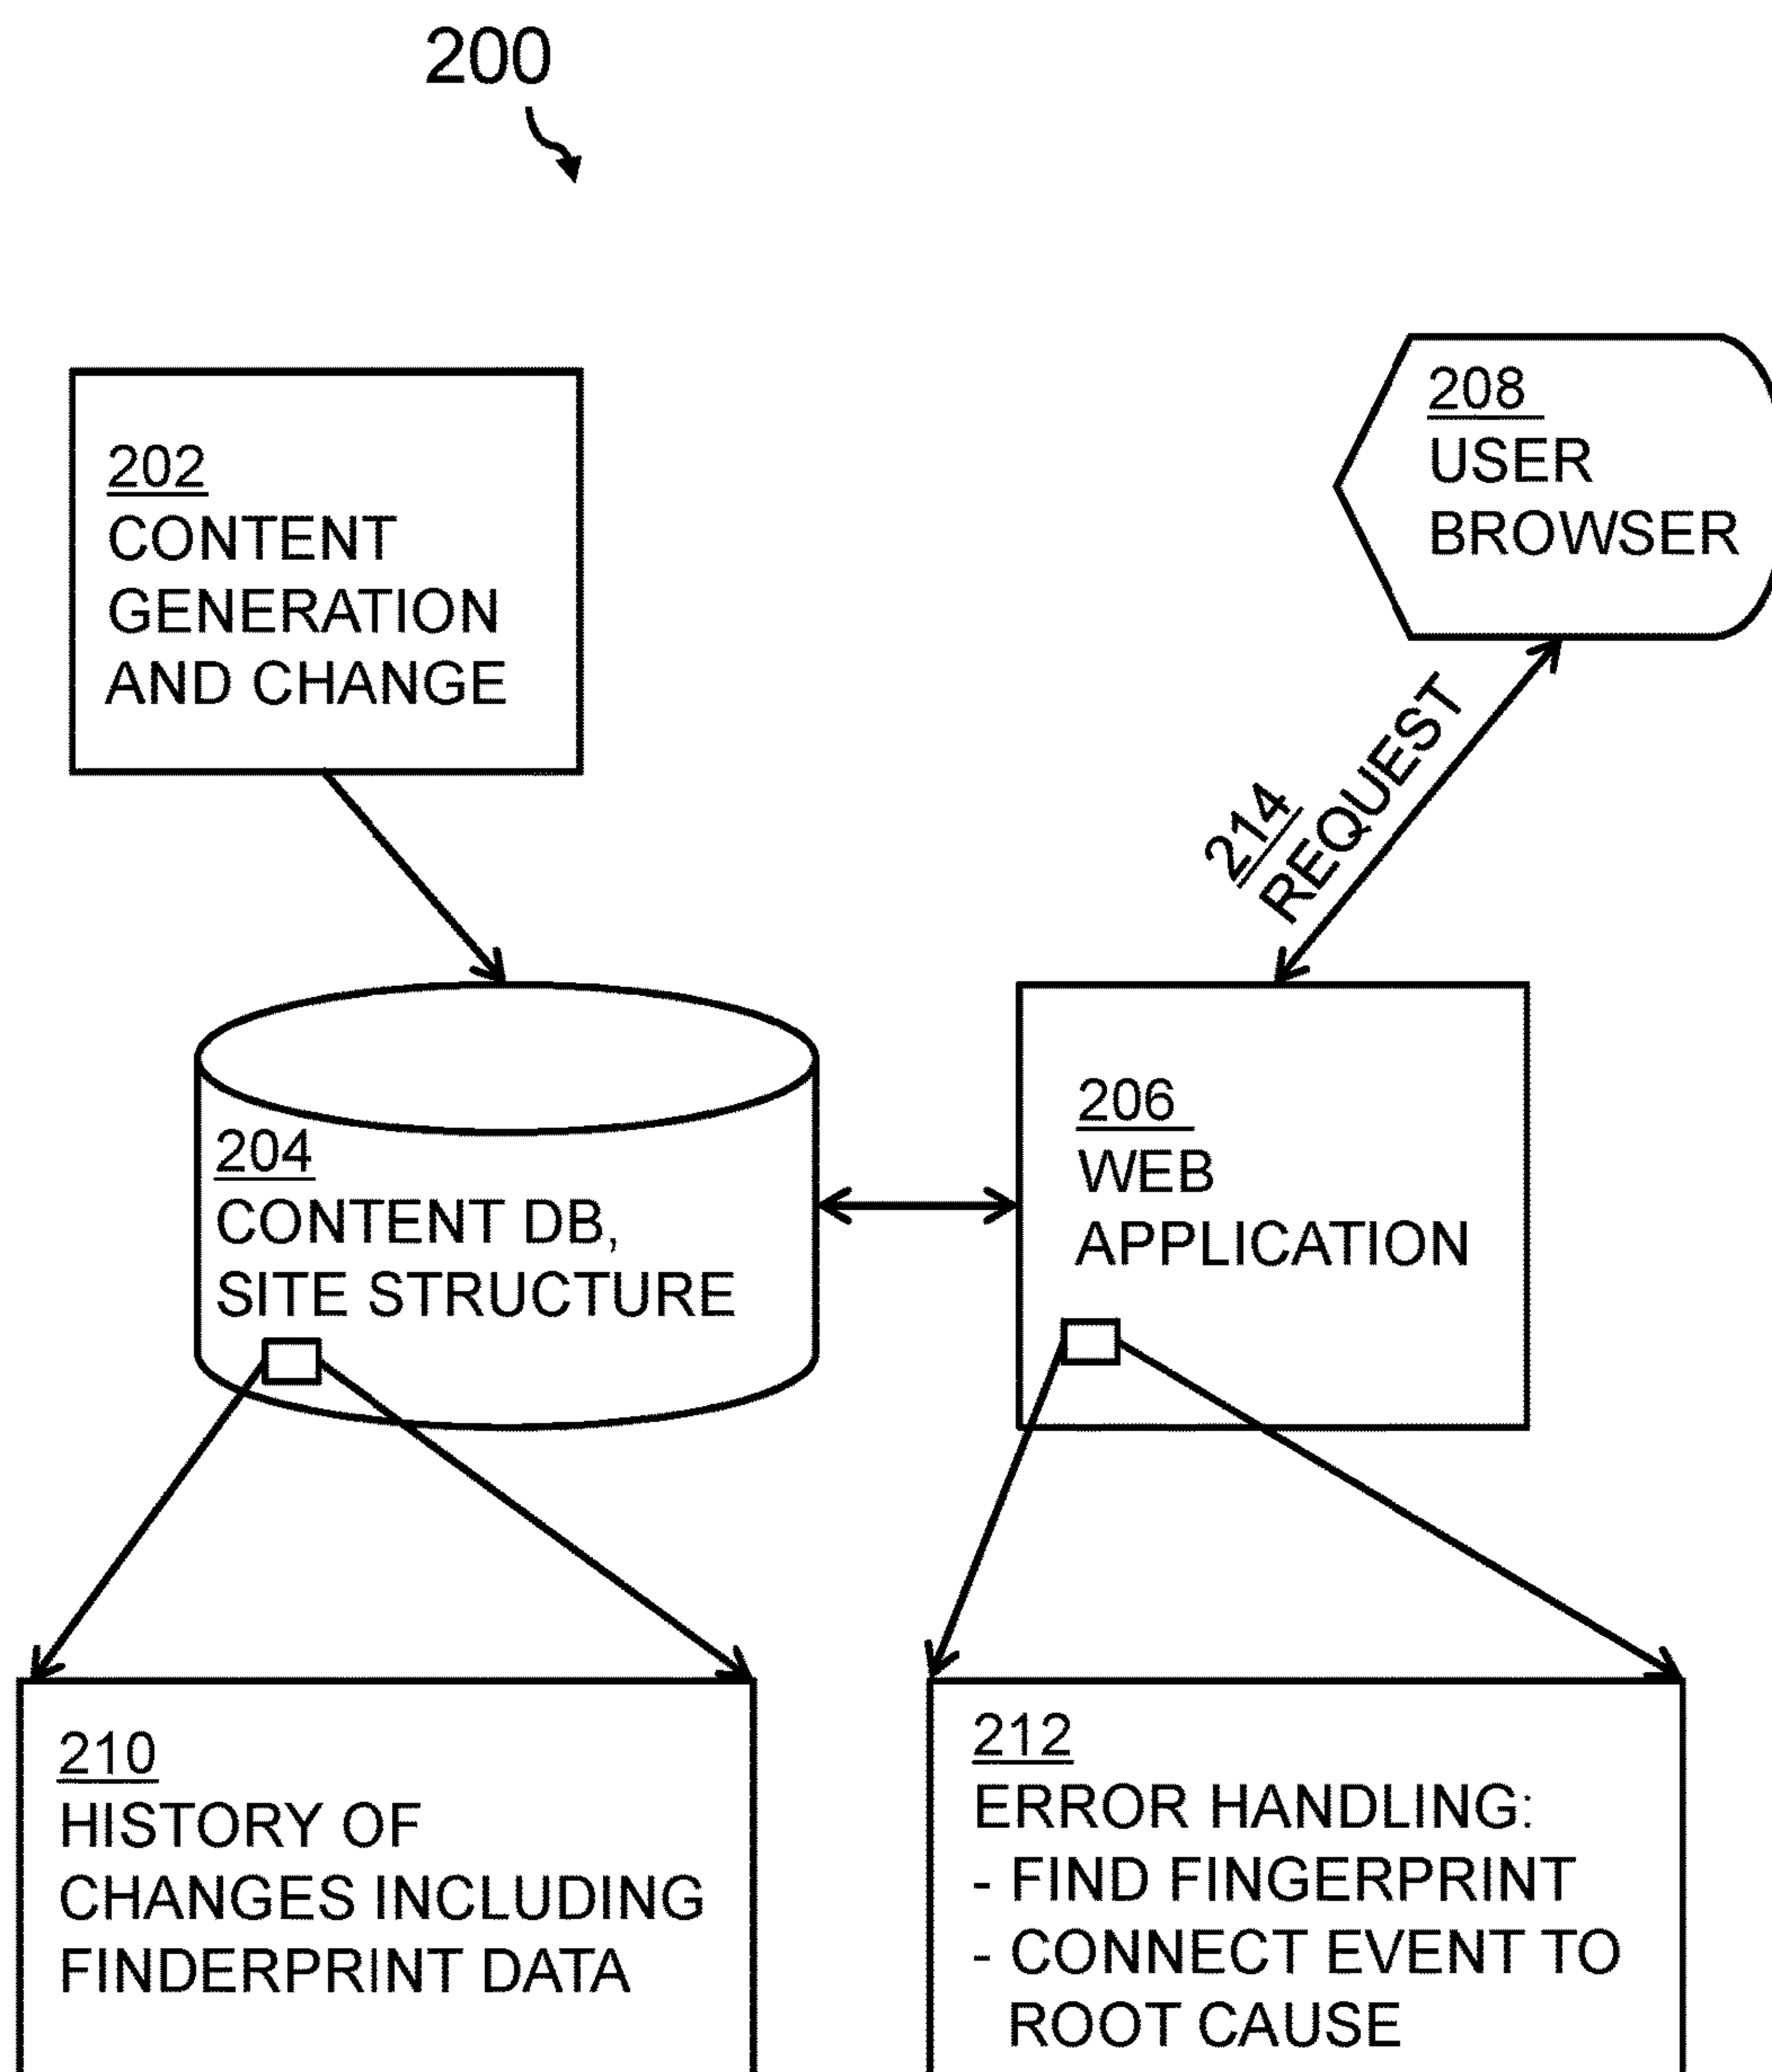 200
202
CONTENT
GENERATION
AND CHANGE
208
USER
BROWSER
214
REQUEST
204
CONTENT DB,
SITE STRUCTURE
206
WEB
APPLICATION
210
HISTORY OF
CHANGES INCLUDING
FINDERPRINT DATA
212
ERROR HANDLING:
- FIND FINGERPRINT
- CONNECT EVENT TO
ROOT CAUSE